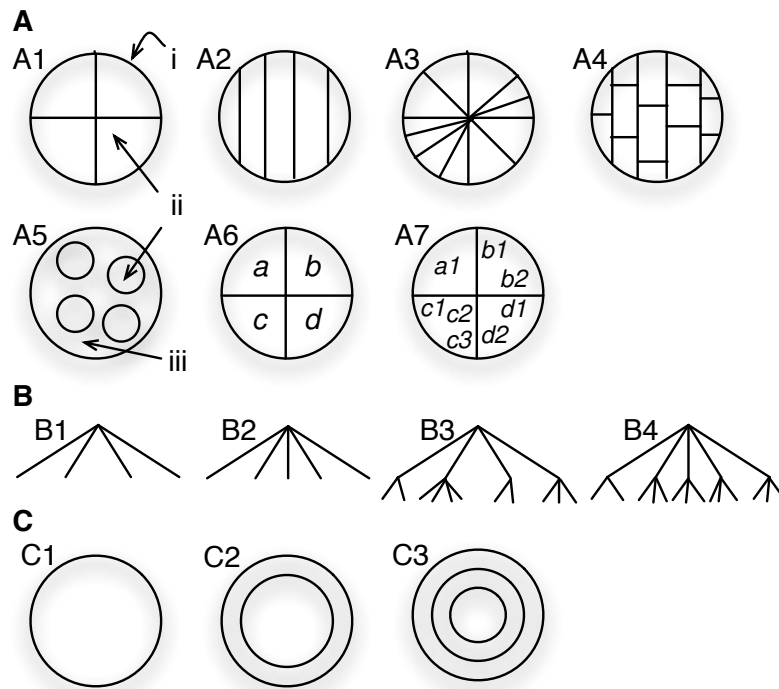 A
A1 i A2 A3 A4
ii
A5 A6 A7
a b b1
a1 b2
c d c1 c2 d1
c3 d2
iii
B
B1 B2 B3 B4
C
C1 C2 C3